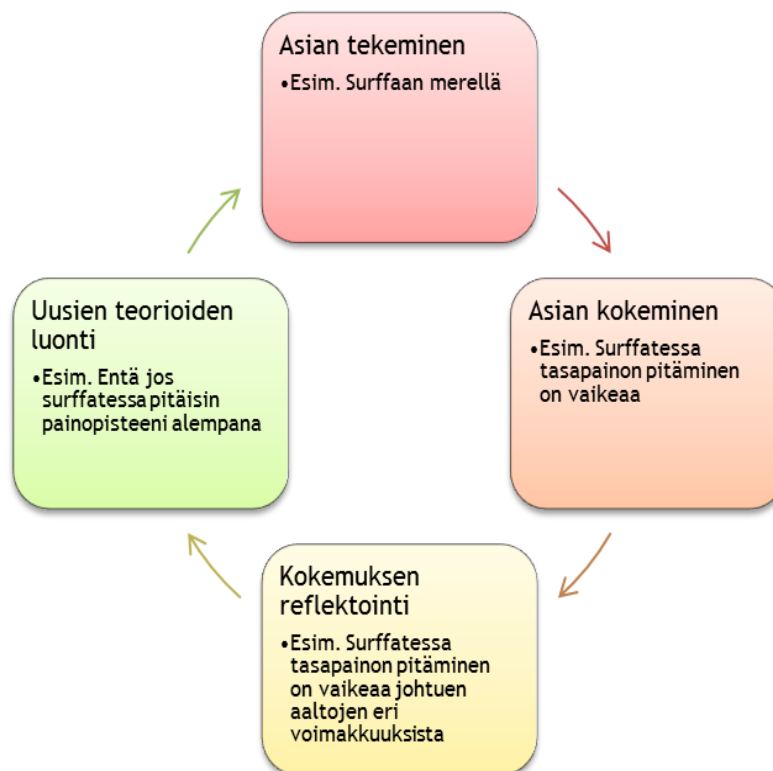 Asian tekeminen
•Esim. Surffaan merellä
Asian kokeminen
•Esim. Surffatessa
tasapainon pitäminen
on vaikeaa
Kokemuksen
reflektointi
•Esim. Surffatessa
tasapainon pitäminen
on vaikeaa johtuen
aaltojen eri
voimakkuuksista
Uusien teorioiden
luonti
•Esim. Entä jos
surffatessa pitäisin
painopisteeni alempana